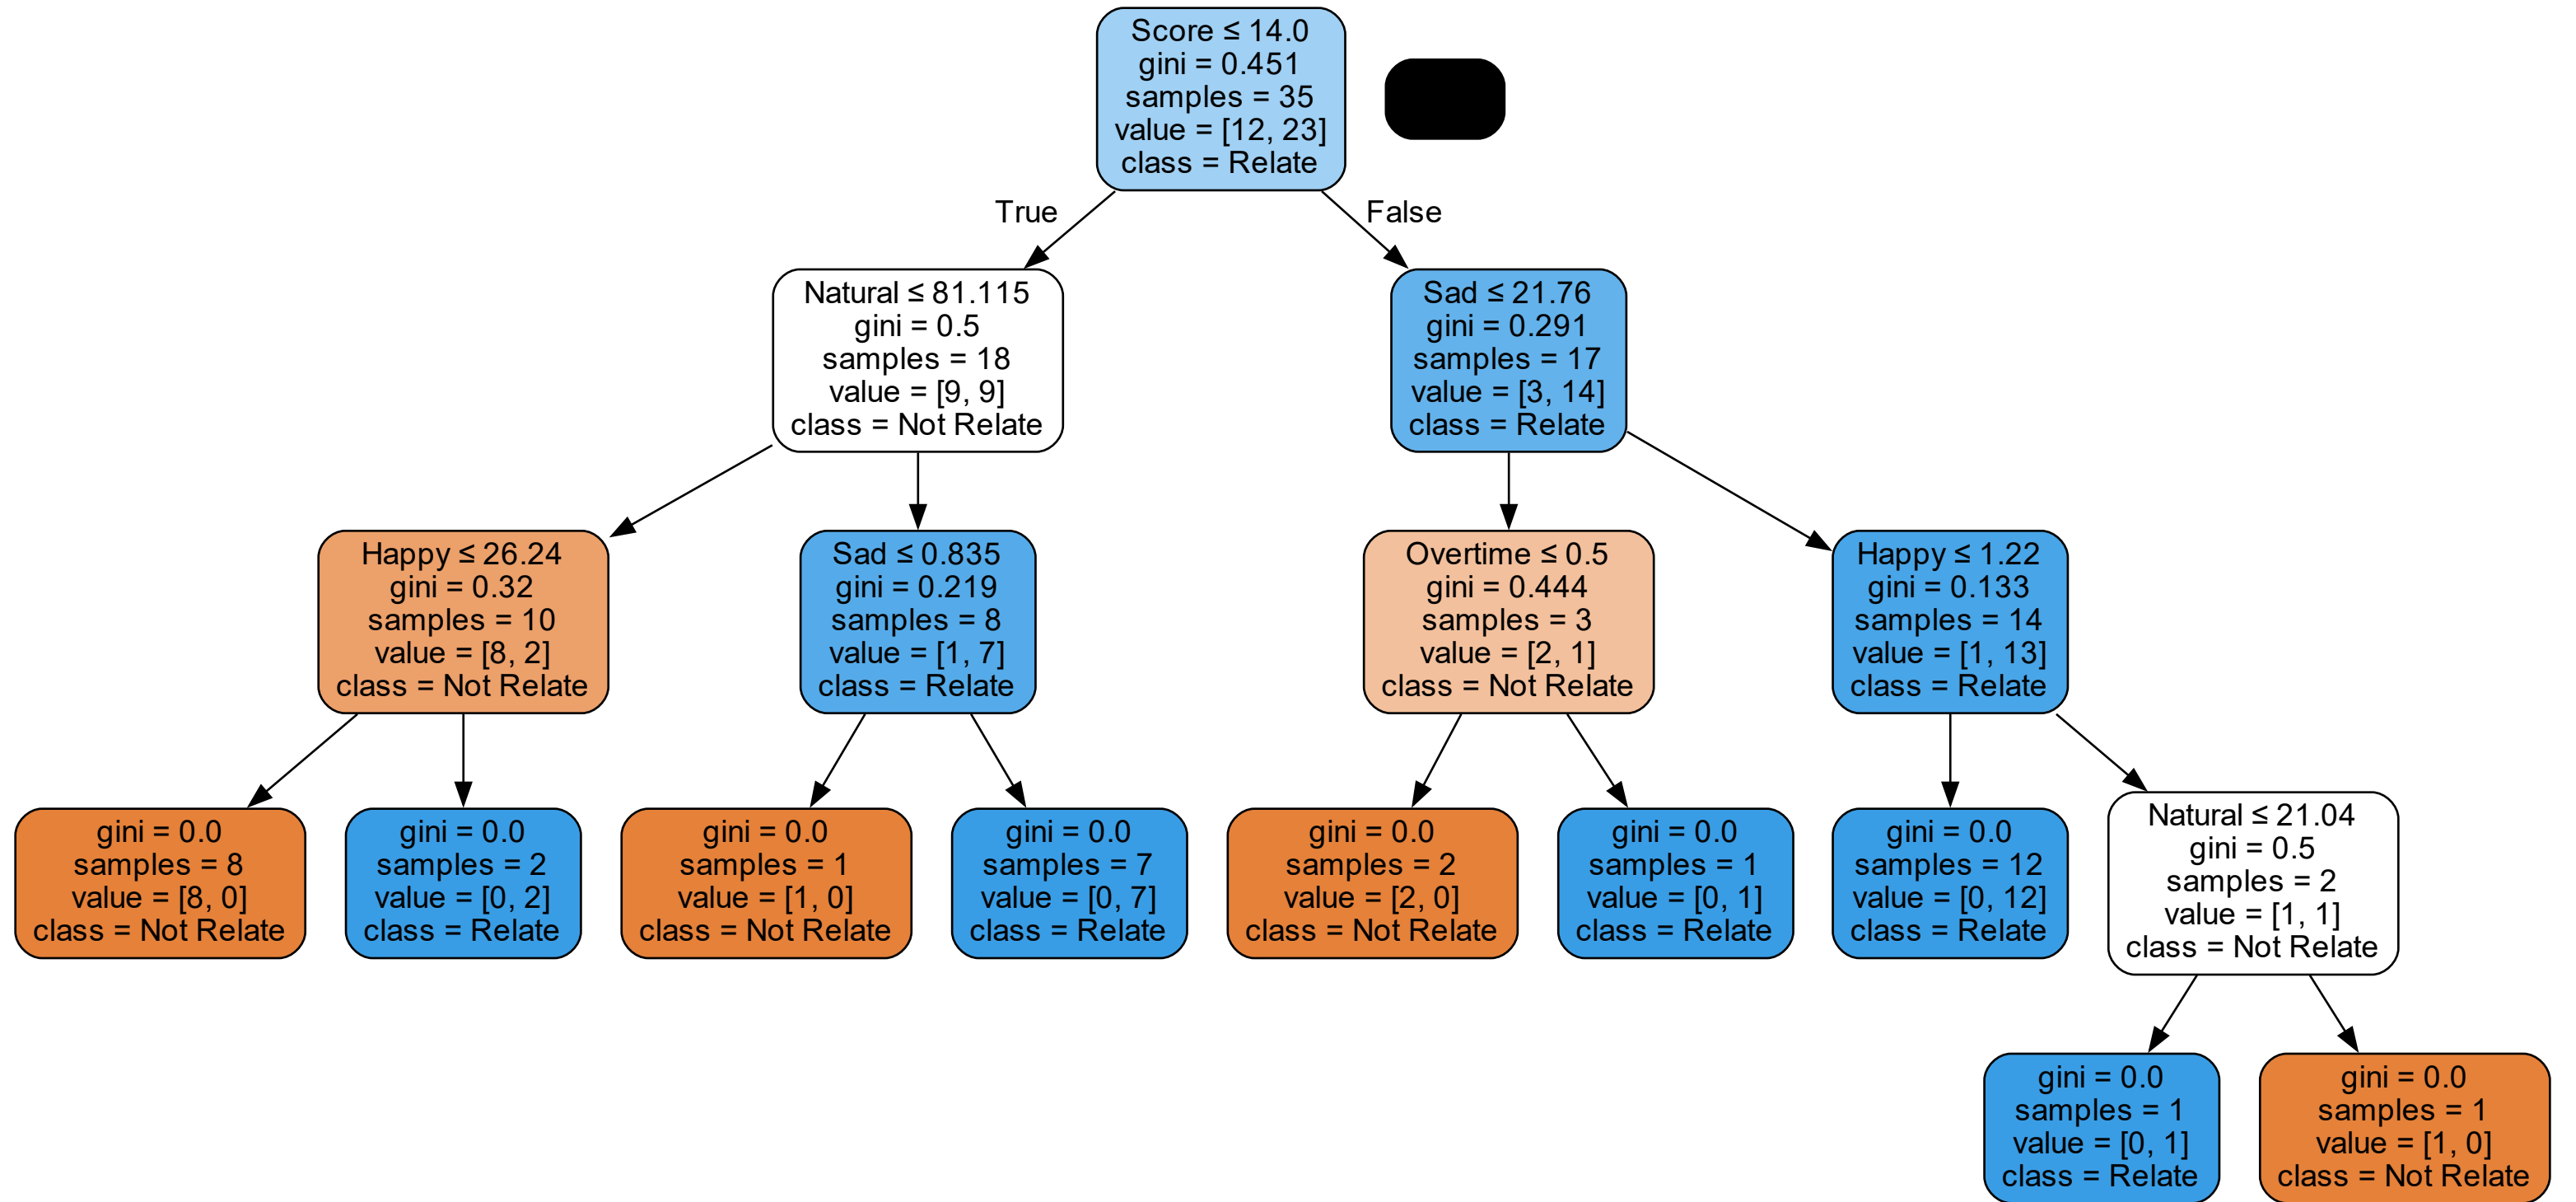 Score ≤ 14.0
gini = 0.451
samples = 35
value = [12, 23]
class = Relate
True
False
Natural ≤ 81.115
gini = 0.5
samples = 18
value = [9, 9]
class = Not Relate
Sad ≤ 21.76
gini = 0.291
samples = 17
value = [3, 14]
class = Relate
Happy ≤ 26.24
gini = 0.32
samples = 10
value = [8, 2]
class = Not Relate
Sad ≤ 0.835
gini = 0.219
samples = 8
value = [1, 7]
class = Relate
Overtime ≤ 0.5
gini = 0.444
samples = 3
value = [2, 1]
class = Not Relate
Happy ≤ 1.22
gini = 0.133
samples = 14
value = [1, 13]
class = Relate
gini = 0.0
samples = 8
value = [8, 0]
class = Not Relate
gini = 0.0
samples = 2
value = [0, 2]
class = Relate
gini = 0.0
samples = 1
value = [1, 0]
class = Not Relate
gini = 0.0
samples = 7
value = [0, 7]
class = Relate
gini = 0.0
samples = 2
value = [2, 0]
class = Not Relate
gini = 0.0
samples = 1
value = [0, 1]
class = Relate
gini = 0.0
samples = 12
value = [0, 12]
class = Relate
Natural ≤ 21.04
gini = 0.5
samples = 2
value = [1, 1]
class = Not Relate
gini = 0.0
samples = 1
value = [0, 1]
class = Relate
gini = 0.0
samples = 1
value = [1, 0]
class = Not Relate